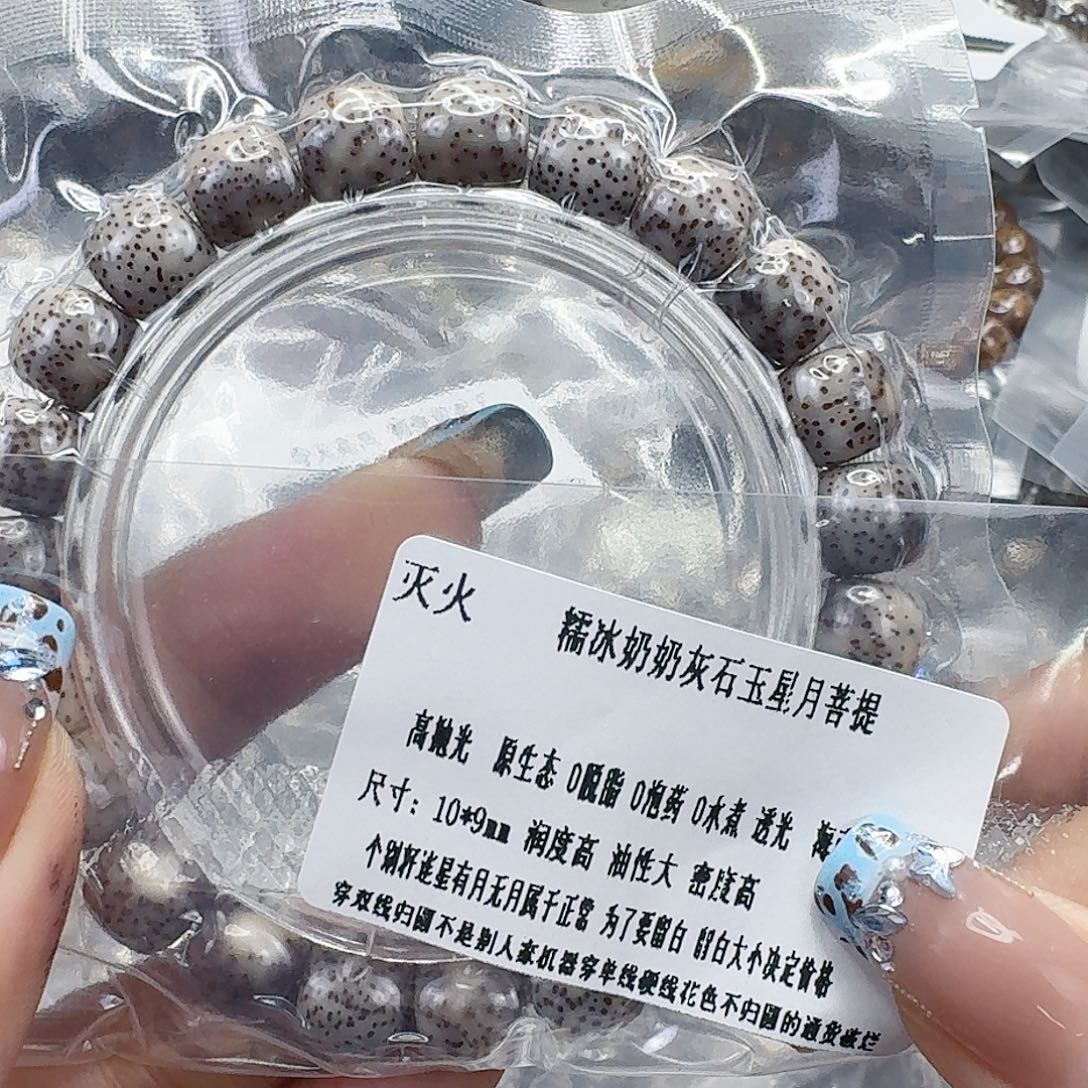 灭火
糯冰奶奶灰石玉星月菩提
高抛光 原生态 0脱脂 0泡药 0水煮 透光 海
尺寸：10*9mm 润度高 油性大 密度高
个别籽连星有月无月属于正常 为了要留白 留白大小决定价格
穿双线归圆不是别人家机器穿单线硬线花色不归圆的通货破烂